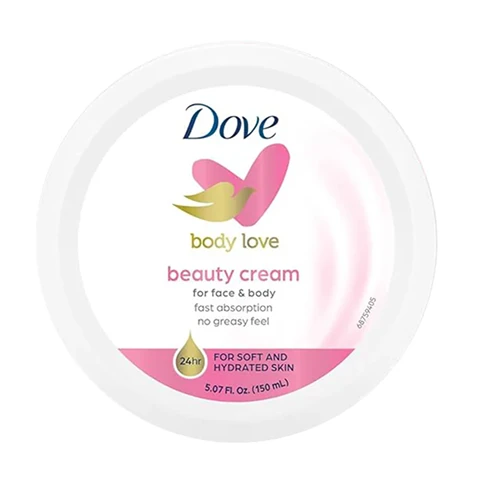 Dove
body love
beauty cream
for face & body
fast absorption
no greasy feel
24hr
FOR SOFT AND
HYDRATED SKIN
5.07 Fl. Oz. (150 mL)
68759405